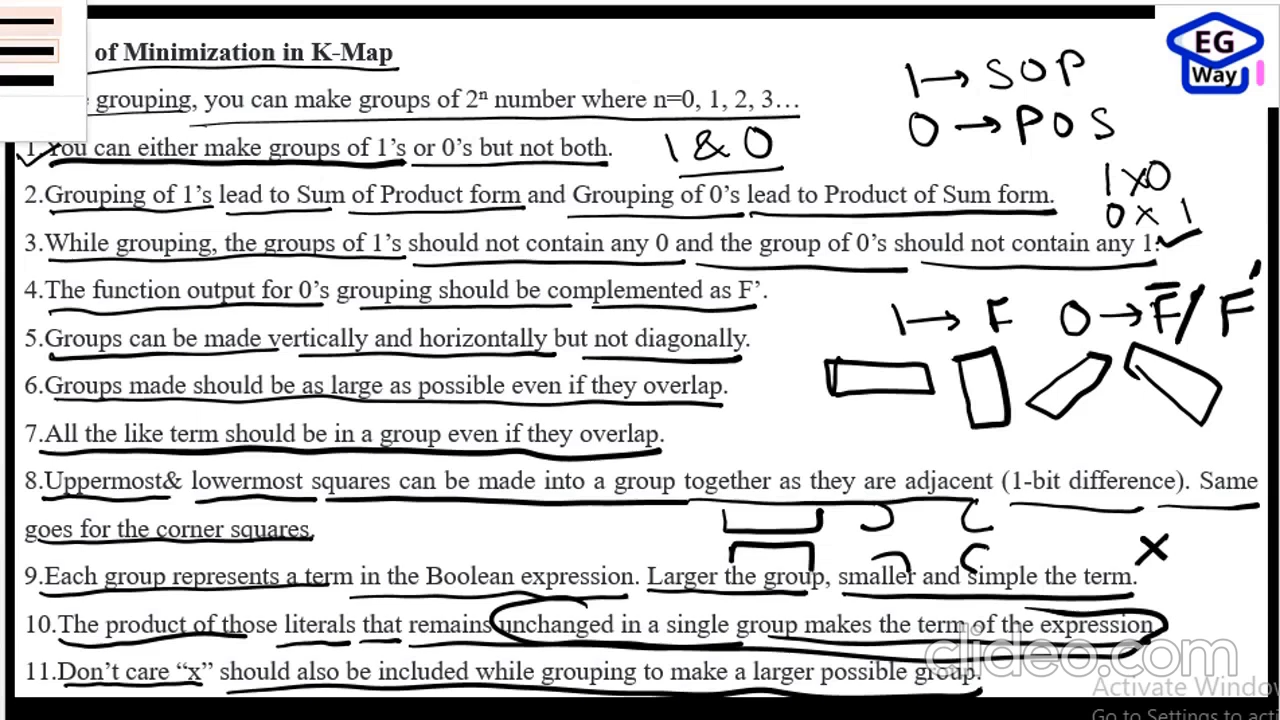 of Minimization in K-Map
grouping, you can make groups of 2ⁿ number where n=0, 1, 2, 3…
1.You can either make groups of 1’s or 0’s but not both.
2.Grouping of 1’s lead to Sum of Product form and Grouping of 0’s lead to Product of Sum form.
3.While grouping, the groups of 1’s should not contain any 0 and the group of 0’s should not contain any 1.
4.The function output for 0’s grouping should be complemented as F’.
5.Groups can be made vertically and horizontally but not diagonally.
6.Groups made should be as large as possible even if they overlap.
7.All the like term should be in a group even if they overlap.
8.Uppermost& lowermost squares can be made into a group together as they are adjacent (1-bit difference). Same
goes for the corner squares.
9.Each group represents a term in the Boolean expression. Larger the group, smaller and simple the term.
10.The product of those literals that remains unchanged in a single group makes the term of the expression
11.Don’t care “x” should also be included while grouping to make a larger possible group.
EG
Way
1 → SOP
0 → POS
1 & 0
1 x 0
0 x 1
1 → F 0 → F̅ / F'
x
clideo.com
Activate Windo
Go to Settings to acti